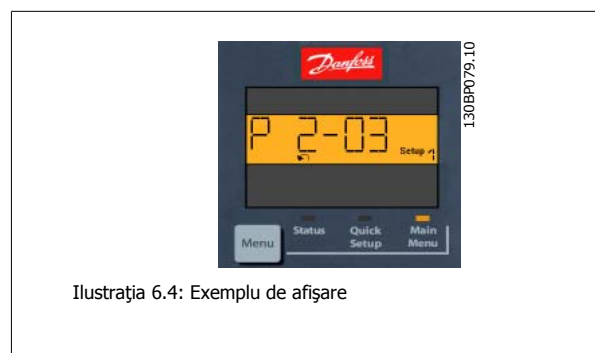 Danfoss
130BP079.10
P 2-03
Setup 1
Menu
Status
Quick Setup
Main Menu
Ilustraţia 6.4: Exemplu de afişare